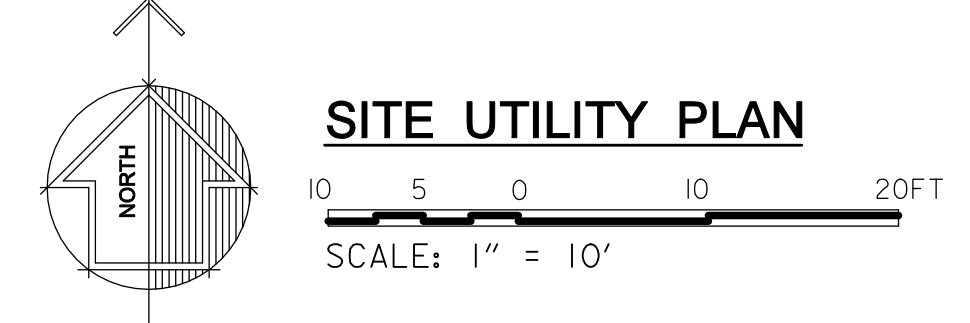 NORTH
SITE UTILITY PLAN
10 5 0 10 20FT
SCALE: 1" = 10'